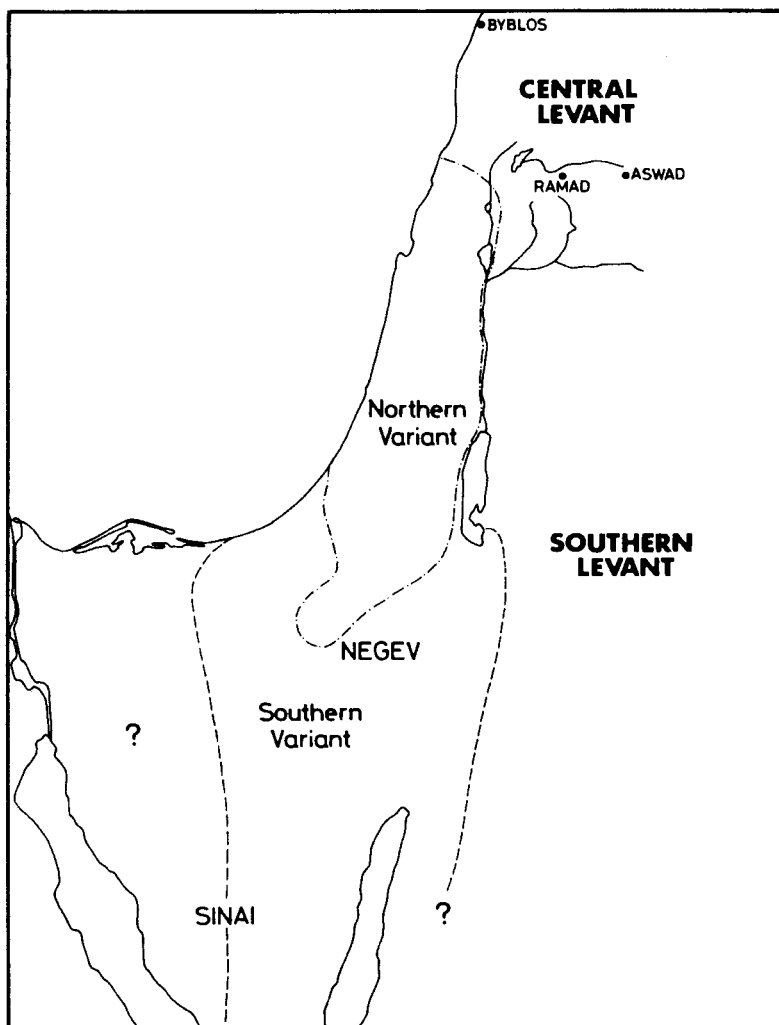 BYBLOS
CENTRAL
LEVANT
RAMAD
ASWAD
Northern
Variant
SOUTHERN
LEVANT
NEGEV
Southern
Variant
?
SINAI
?